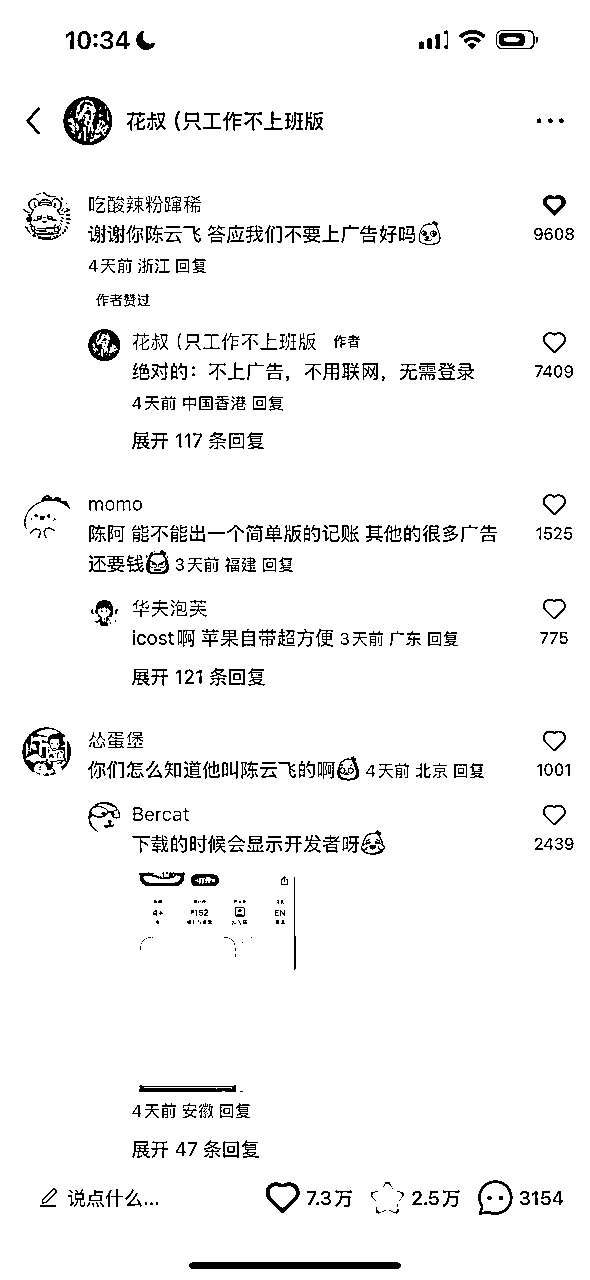 10:34
花叔（只工作不上班版
吃酸辣粉蹿稀
谢谢你陈云飞 答应我们不要上广告好吗
9608
4天前 浙江 回复
作者赞过
花叔（只工作不上班版 作者
绝对的：不上广告，不用联网，无需登录
7409
4天前 中国香港 回复
展开 117 条回复
momo
陈阿 能不能出一个简单版的记账 其他的很多广告
1525
还要钱 3天前 福建 回复
华夫泡芙
icost啊 苹果自带超方便 3天前 广东 回复
775
展开 121 条回复
怂蛋堡
你们怎么知道他叫陈云飞的啊 4天前 北京 回复
1001
Bercat
下载的时候会显示开发者呀
2439
EN
4天前 安徽 回复
展开 47 条回复
说点什么... 7.3万 2.5万 3154